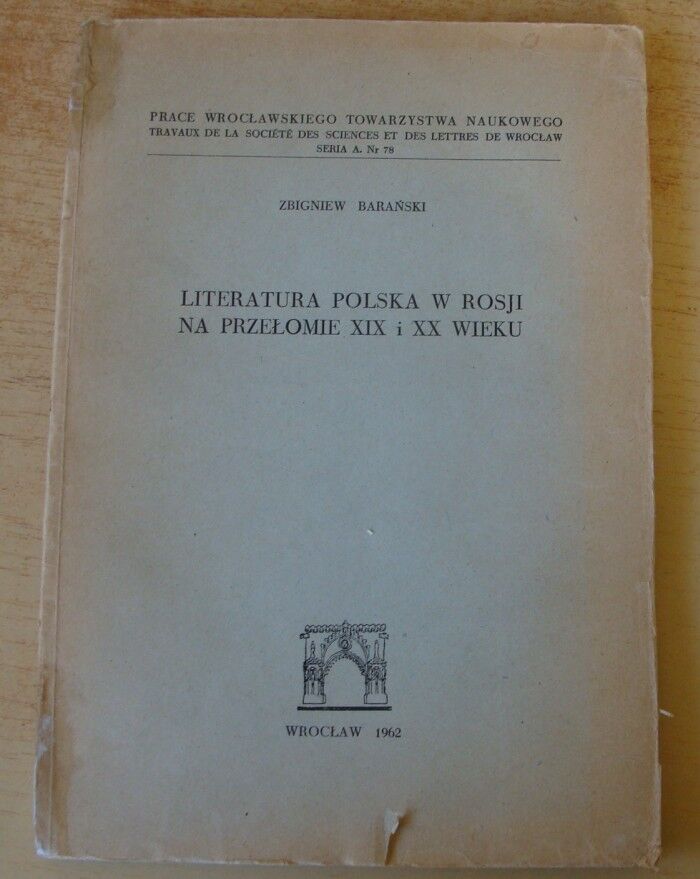 PRACE WROCŁAWSKIEGO TOWARZYSTWA NAUKOWEGO
TRAVAUX DE LA SOCIÉTÉ DES SCIENCES ET DES LETTRES DE WROCŁAW
SERIA A. Nr 78
ZBIGNIEW BARAŃSKI
LITERATURA POLSKA W ROSJI
NA PRZEŁOMIE XIX i XX WIEKU
WROCŁAW 1962